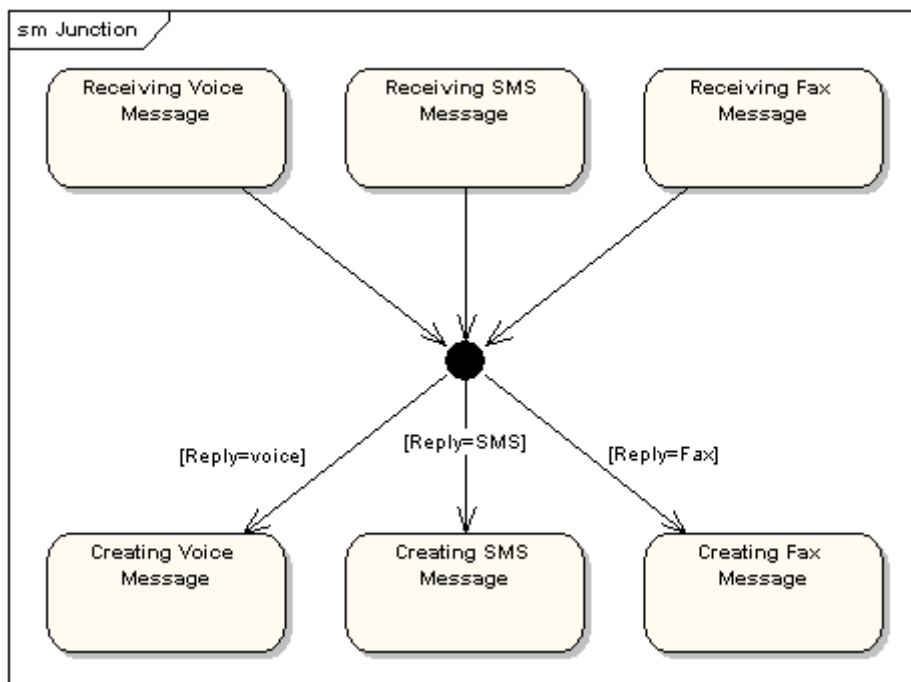 sm Junction
Receiving Voice
Message
Receiving SMS
Message
Receiving Fax
Message
[Reply=voice]
[Reply=SMS]
[Reply=Fax]
Creating Voice
Message
Creating SMS
Message
Creating Fax
Message